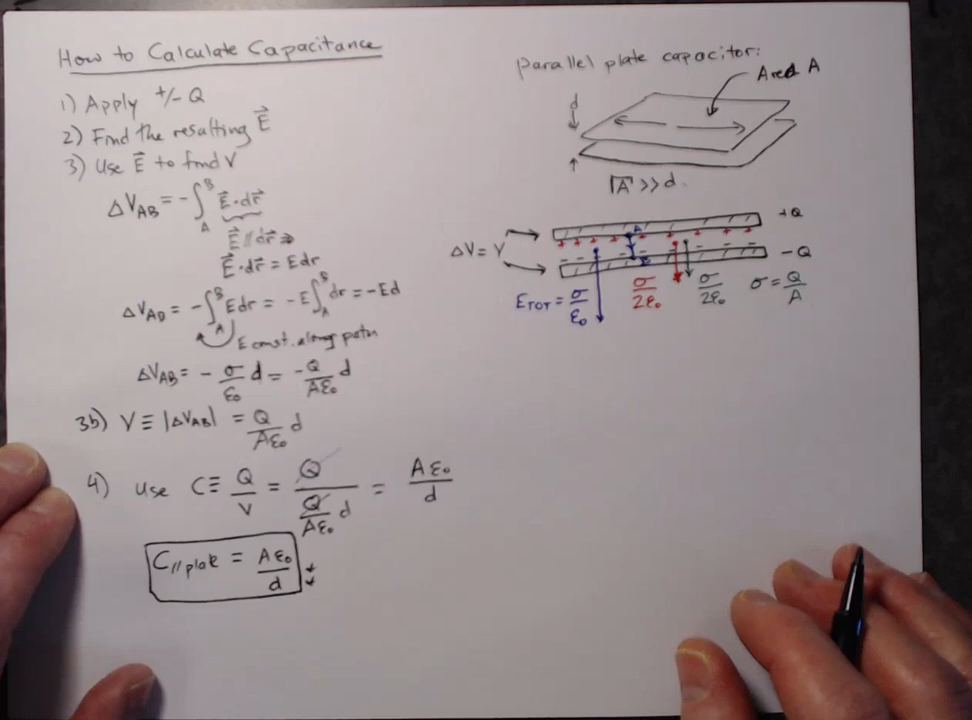 How to Calculate Capacitance
1) Apply +/- Q
2) Find the resulting E⃗
3) Use E⃗ to find V
ΔV_AB = -∫_A^B E⃗·dr⃗
E⃗ // dr⃗ ⇒
E⃗·dr⃗ = Edr
ΔV_AB = -∫_A^B Edr = -E∫_A^B dr = -Ed
E const. along path
ΔV_AB = - σ/ε₀ d = - Q/Aε₀ d
3b) V ≡ |ΔV_AB| = Q/Aε₀ d
4) Use C ≡ Q/V = Q/(Q/Aε₀ d) = Aε₀/d
C//plate = Aε₀/d
Parallel plate capacitor:
Area A
d
√A >> d.
+Q
A
ΔV = V
B
-Q
E_TOT = σ/ε₀
σ/2ε₀
σ/2ε₀
σ = Q/A